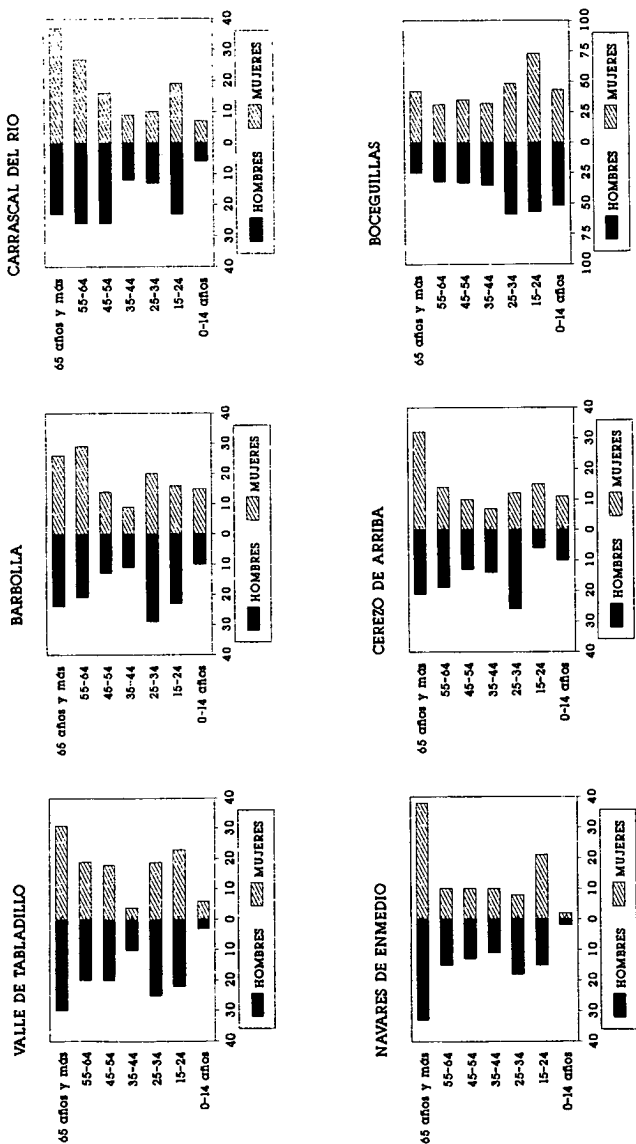 VALLE DE TABLADILLO
65 años y más
55-64
45-54
35-44
25-34
15-24
0-14 años
40 30 20 10 0 10 20 30 40
HOMBRES MUJERES
BARBOLLA
65 años y más
55-64
45-54
35-44
25-34
15-24
0-14 años
40 30 20 10 0 10 20 30 40
HOMBRES MUJERES
CARRASCAL DEL RIO
65 años y más
55-64
45-54
35-44
25-34
15-24
0-14 años
40 30 20 10 0 10 20 30 40
HOMBRES MUJERES
NAVARES DE ENMEDIO
65 años y más
55-64
45-54
35-44
25-34
15-24
0-14 años
40 30 20 10 0 10 20 30 40
HOMBRES MUJERES
CEREZO DE ARRIBA
65 años y más
55-64
45-54
35-44
25-34
15-24
0-14 años
40 30 20 10 0 10 20 30 40
HOMBRES MUJERES
BOCEGUILLAS
65 años y más
55-64
45-54
35-44
25-34
15-24
0-14 años
100 75 50 25 0 25 50 75 100
HOMBRES MUJERES